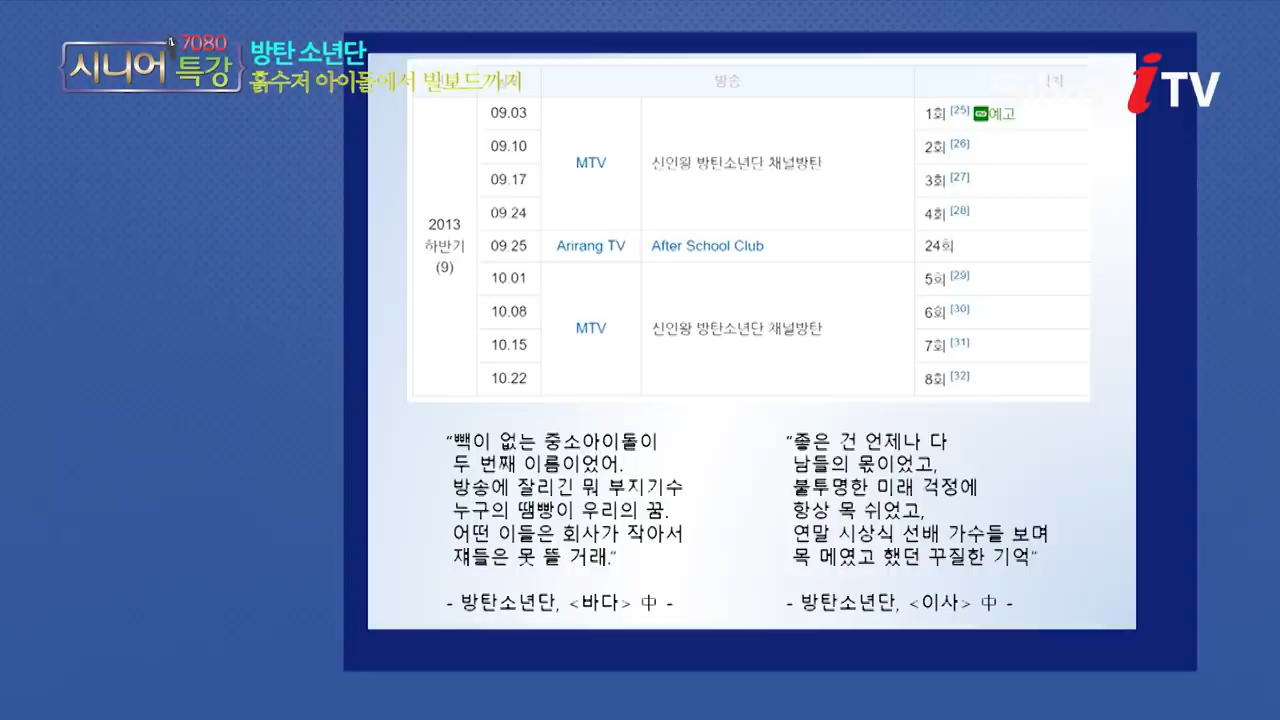 시니어 7080 특강
방탄 소년단
흙수저 아이돌에서 빌보드까지
iTV
방송
2013 하반기 (9)
09.03 MTV 신인왕 방탄소년단 채널방탄 1회 [25] 예고
09.10 2회 [26]
09.17 3회 [27]
09.24 4회 [28]
09.25 Arirang TV After School Club 24회
10.01 MTV 신인왕 방탄소년단 채널방탄 5회 [29]
10.08 6회 [30]
10.15 7회 [31]
10.22 8회 [32]
“빽이 없는 중소아이돌이
두 번째 이름이었어.
방송에 잘리긴 뭐 부지기수
누구의 땜빵이 우리의 꿈.
어떤 이들은 회사가 작아서
쟤들은 못 뜰 거래.“
- 방탄소년단, <바다> 中 -
“좋은 건 언제나 다
남들의 몫이었고,
불투명한 미래 걱정에
항상 목 쉬었고,
연말 시상식 선배 가수들 보며
목 메였고 했던 꾸질한 기억“
- 방탄소년단, <이사> 中 -